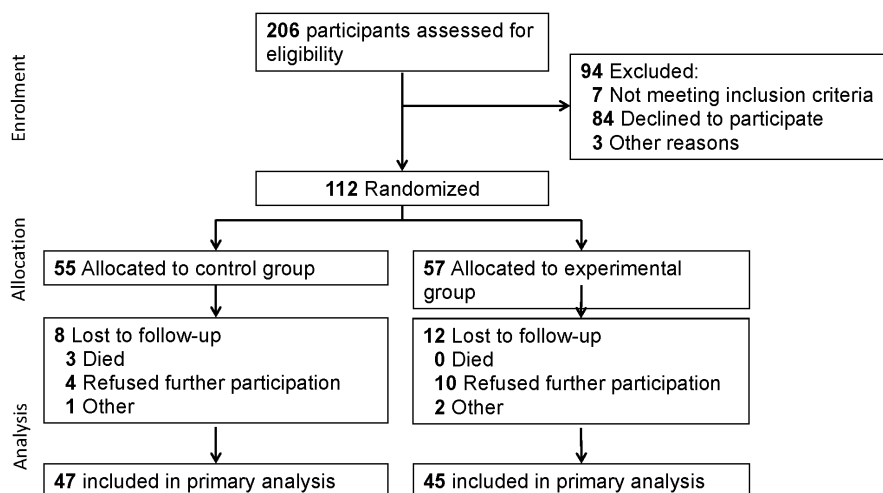 206 participants assessed for
eligibility
Enrolment
94 Excluded:
7 Not meeting inclusion criteria
84 Declined to participate
3 Other reasons
112 Randomized
Allocation
55 Allocated to control group
57 Allocated to experimental
group
8 Lost to follow-up
3 Died
4 Refused further participation
1 Other
12 Lost to follow-up
0 Died
10 Refused further participation
2 Other
Analysis
47 included in primary analysis
45 included in primary analysis